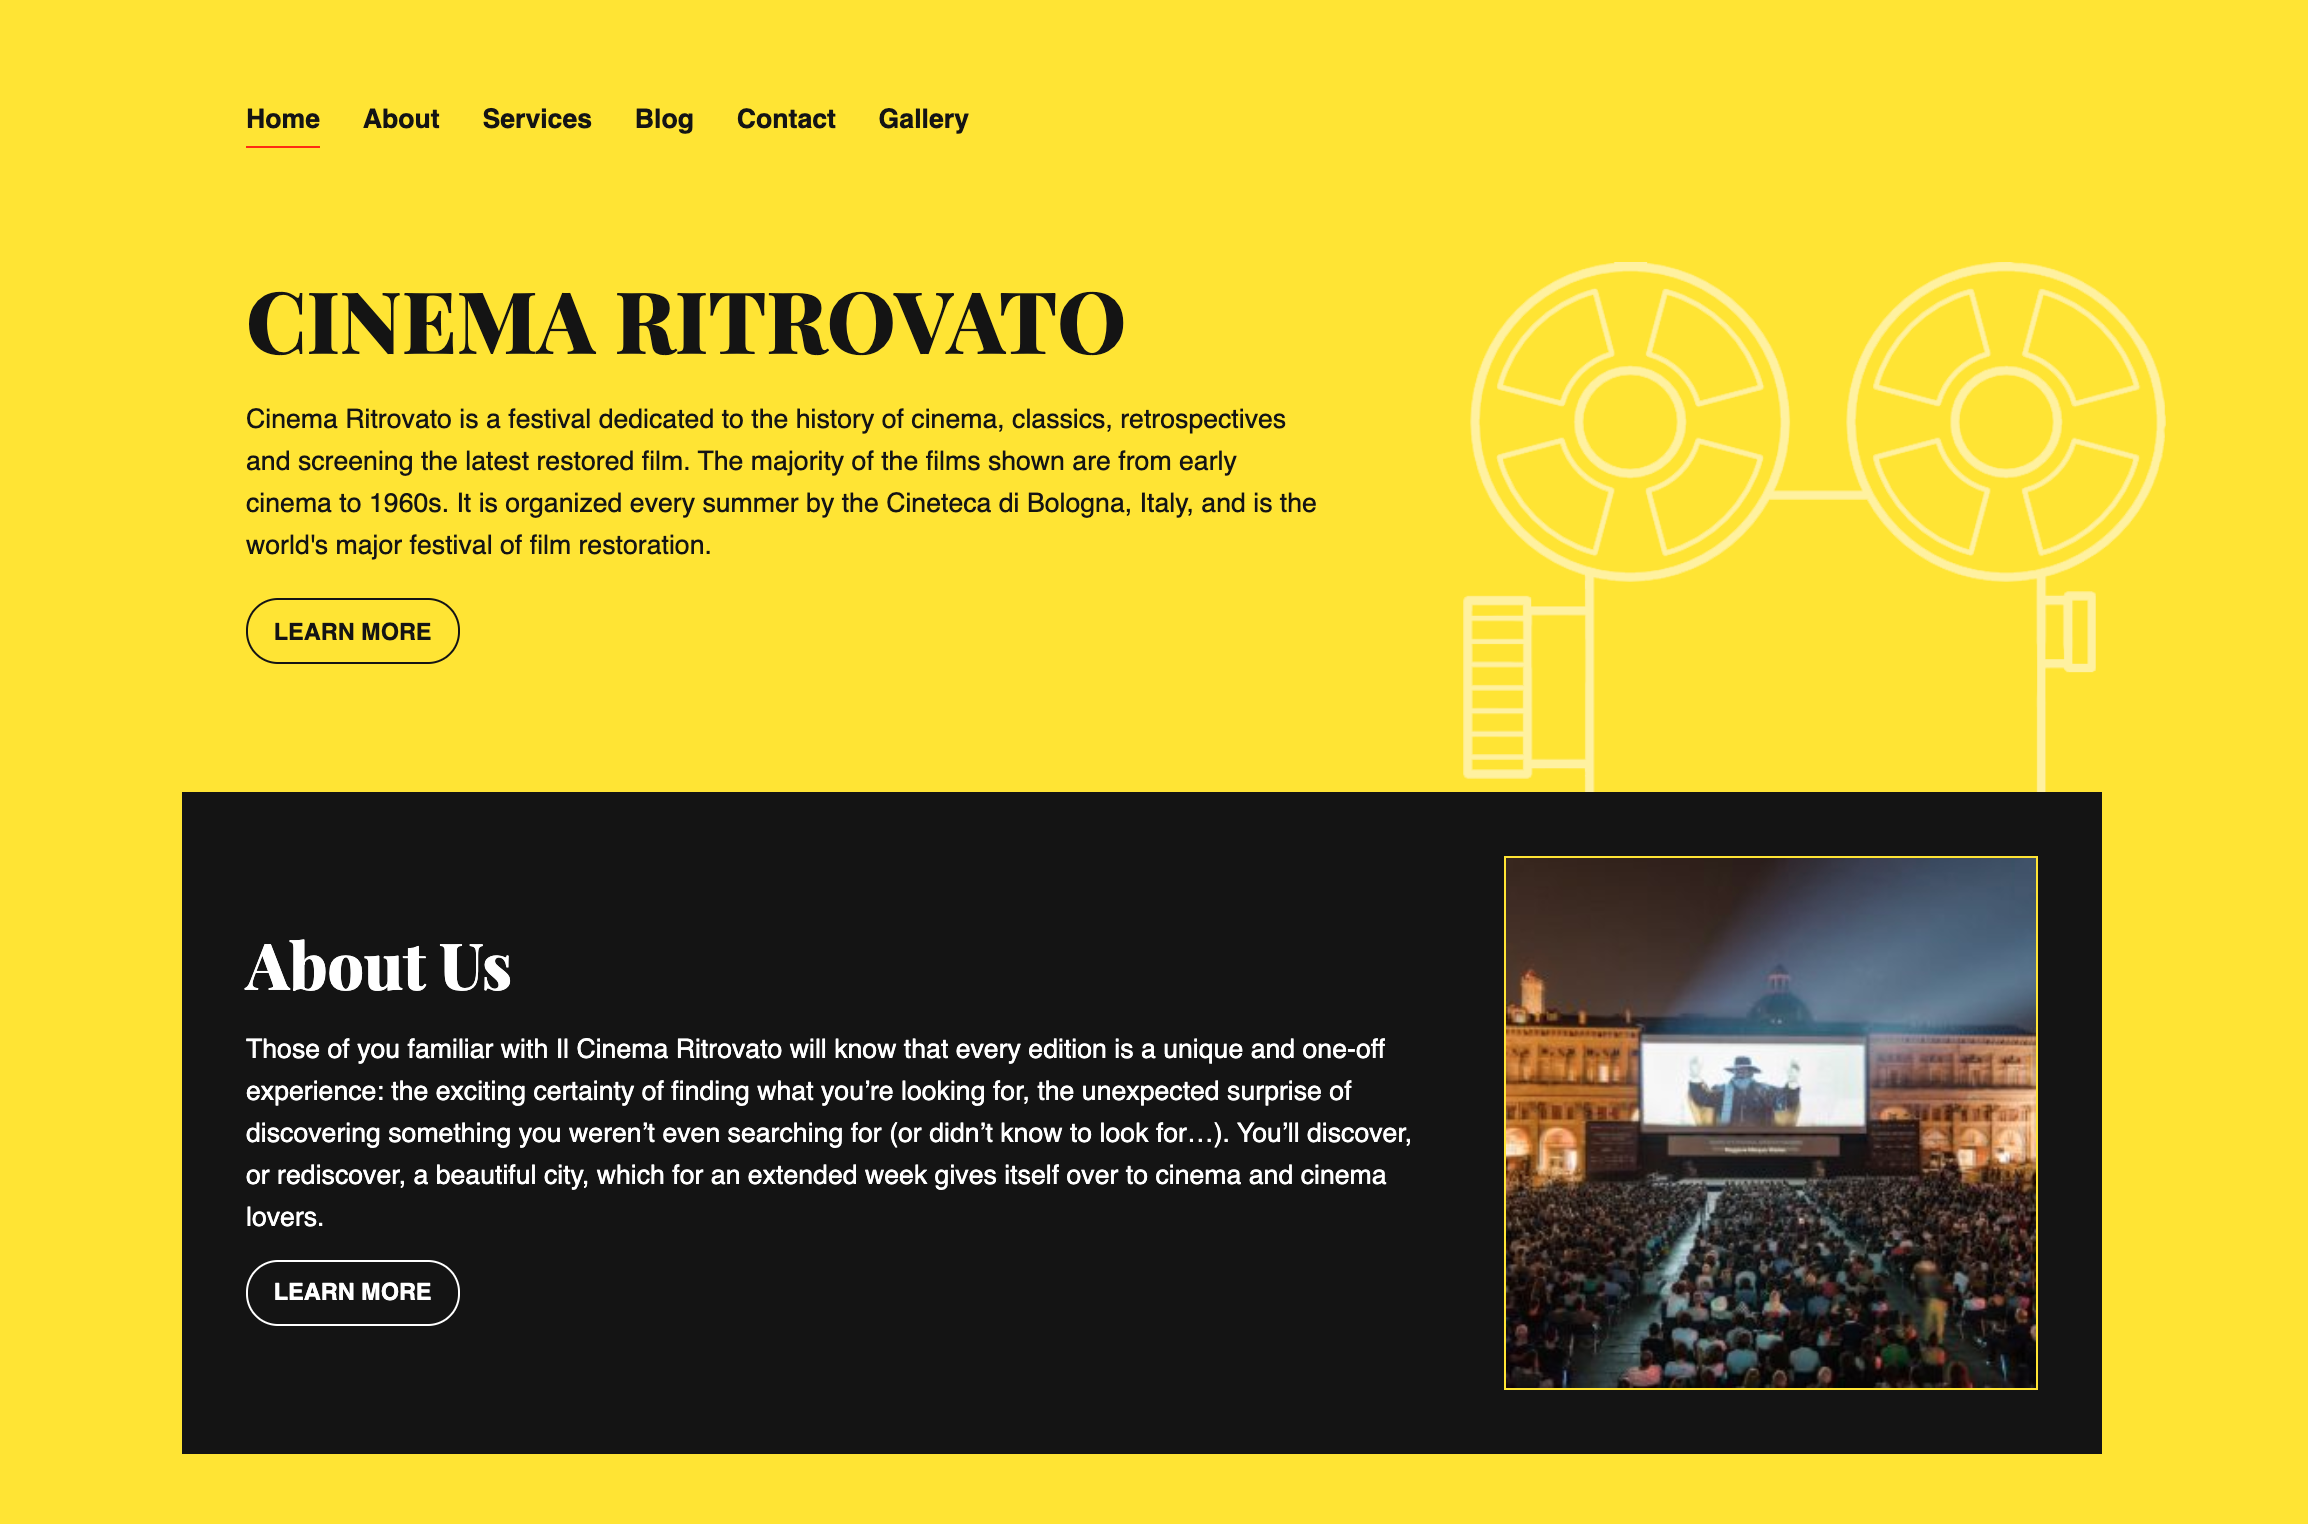 Home About Services Blog Contact Gallery
CINEMA RITROVATO
Cinema Ritrovato is a festival dedicated to the history of cinema, classics, retrospectives
and screening the latest restored film. The majority of the films shown are from early
cinema to 1960s. It is organized every summer by the Cineteca di Bologna, Italy, and is the
world's major festival of film restoration.
LEARN MORE
About Us
Those of you familiar with Il Cinema Ritrovato will know that every edition is a unique and one-off
experience: the exciting certainty of finding what you’re looking for, the unexpected surprise of
discovering something you weren’t even searching for (or didn’t know to look for…). You’ll discover,
or rediscover, a beautiful city, which for an extended week gives itself over to cinema and cinema
lovers.
LEARN MORE